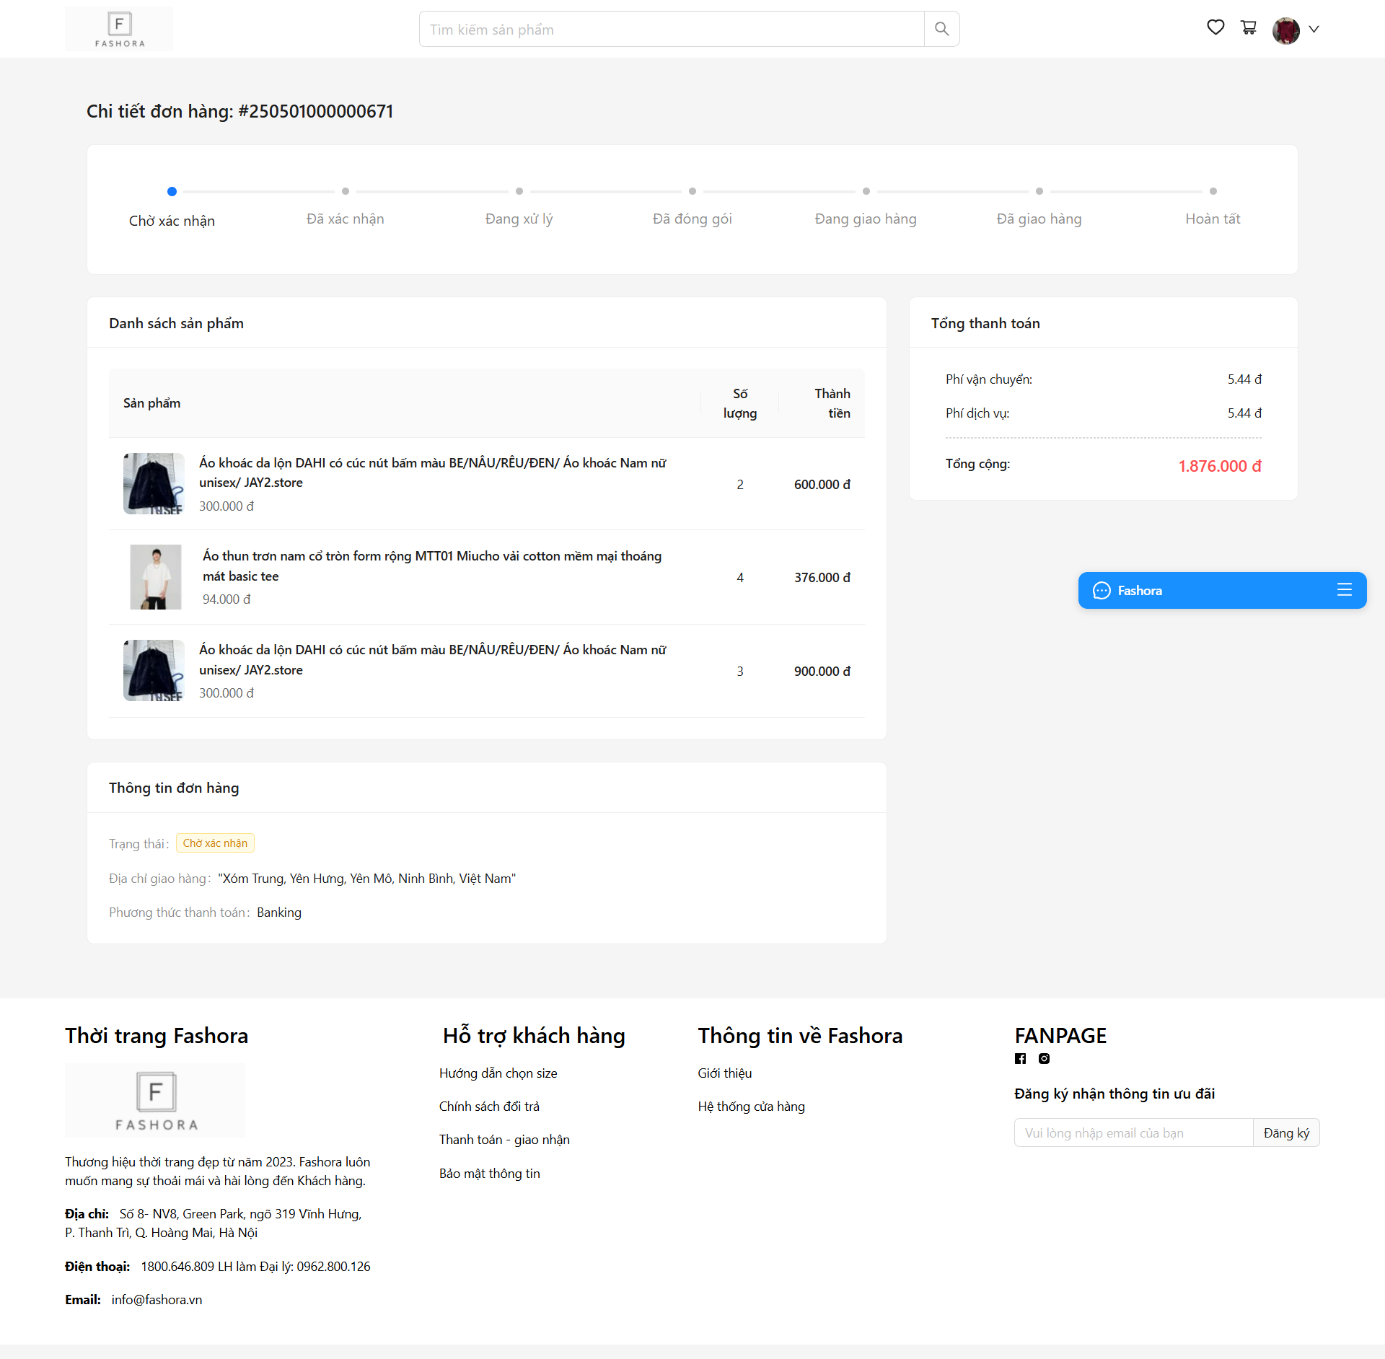 F
FASHORA
Tìm kiếm sản phẩm
Chi tiết đơn hàng: #250501000000671
Chờ xác nhận
Đã xác nhận
Đang xử lý
Đã đóng gói
Đang giao hàng
Đã giao hàng
Hoàn tất
Danh sách sản phẩm
Sản phẩm
Số
lượng
Thành
tiền
Áo khoác da lộn DAHI có cúc nút bấm màu BE/NÂU/RÊU/ĐEN/ Áo khoác Nam nữ
unisex/ JAY2.store
300.000 đ
2
600.000 đ
Áo thun trơn nam cổ tròn form rộng MTT01 Miucho vải cotton mềm mại thoáng
mát basic tee
94.000 đ
4
376.000 đ
Áo khoác da lộn DAHI có cúc nút bấm màu BE/NÂU/RÊU/ĐEN/ Áo khoác Nam nữ
unisex/ JAY2.store
300.000 đ
3
900.000 đ
Tổng thanh toán
Phí vận chuyển: 5.44 đ
Phí dịch vụ: 5.44 đ
Tổng cộng: 1.876.000 đ
Fashora
Thông tin đơn hàng
Trạng thái: Chờ xác nhận
Địa chỉ giao hàng: "Xóm Trung, Yên Hưng, Yên Mô, Ninh Bình, Việt Nam"
Phương thức thanh toán: Banking
Thời trang Fashora
F
FASHORA
Thương hiệu thời trang đẹp từ năm 2023. Fashora luôn
muốn mang sự thoải mái và hài lòng đến Khách hàng.
Địa chỉ: Số 8- NV8, Green Park, ngõ 319 Vĩnh Hưng,
P. Thanh Trì, Q. Hoàng Mai, Hà Nội
Điện thoại: 1800.646.809 LH làm Đại lý: 0962.800.126
Email: info@fashora.vn
Hỗ trợ khách hàng
Hướng dẫn chọn size
Chính sách đổi trả
Thanh toán - giao nhận
Bảo mật thông tin
Thông tin về Fashora
Giới thiệu
Hệ thống cửa hàng
FANPAGE
Đăng ký nhận thông tin ưu đãi
Vui lòng nhập email của bạn
Đăng ký